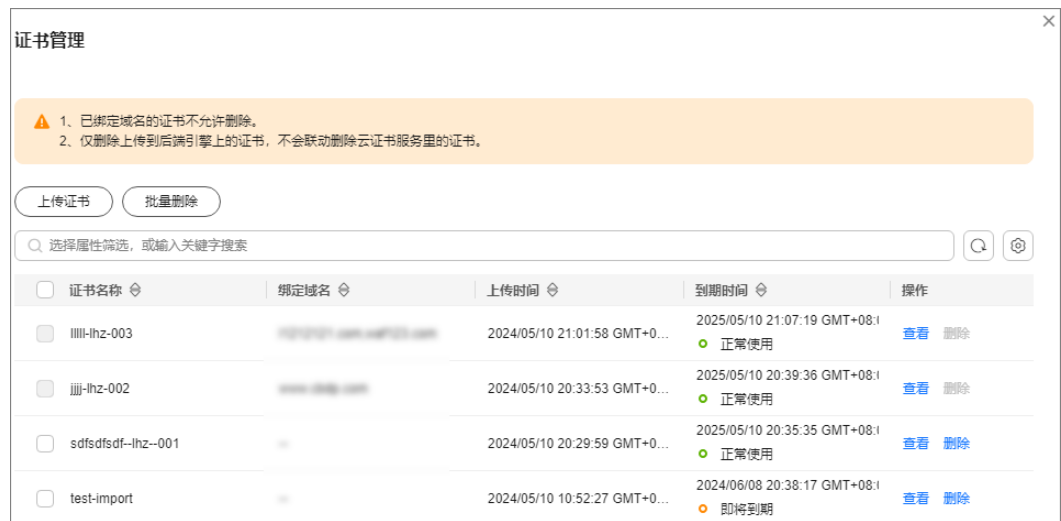 证书管理
1、已绑定域名的证书不允许删除。
2、仅删除上传到后端引擎上的证书，不会联动删除云证书服务里的证书。
上传证书 批量删除
选择属性筛选，或输入关键字搜索
证书名称 绑定域名 上传时间 到期时间 操作
lllll-lhz-003 2024/05/10 21:01:58 GMT+0... 2025/05/10 21:07:19 GMT+08:( 查看 删除
正常使用
jjjj-lhz-002 2024/05/10 20:33:53 GMT+0... 2025/05/10 20:39:36 GMT+08:( 查看 删除
正常使用
sdfsdfsdf--lhz--001 -- 2024/05/10 20:29:59 GMT+0... 2025/05/10 20:35:35 GMT+08:( 查看 删除
正常使用
test-import -- 2024/05/10 10:52:27 GMT+0... 2024/06/08 20:38:17 GMT+08:( 查看 删除
即将到期